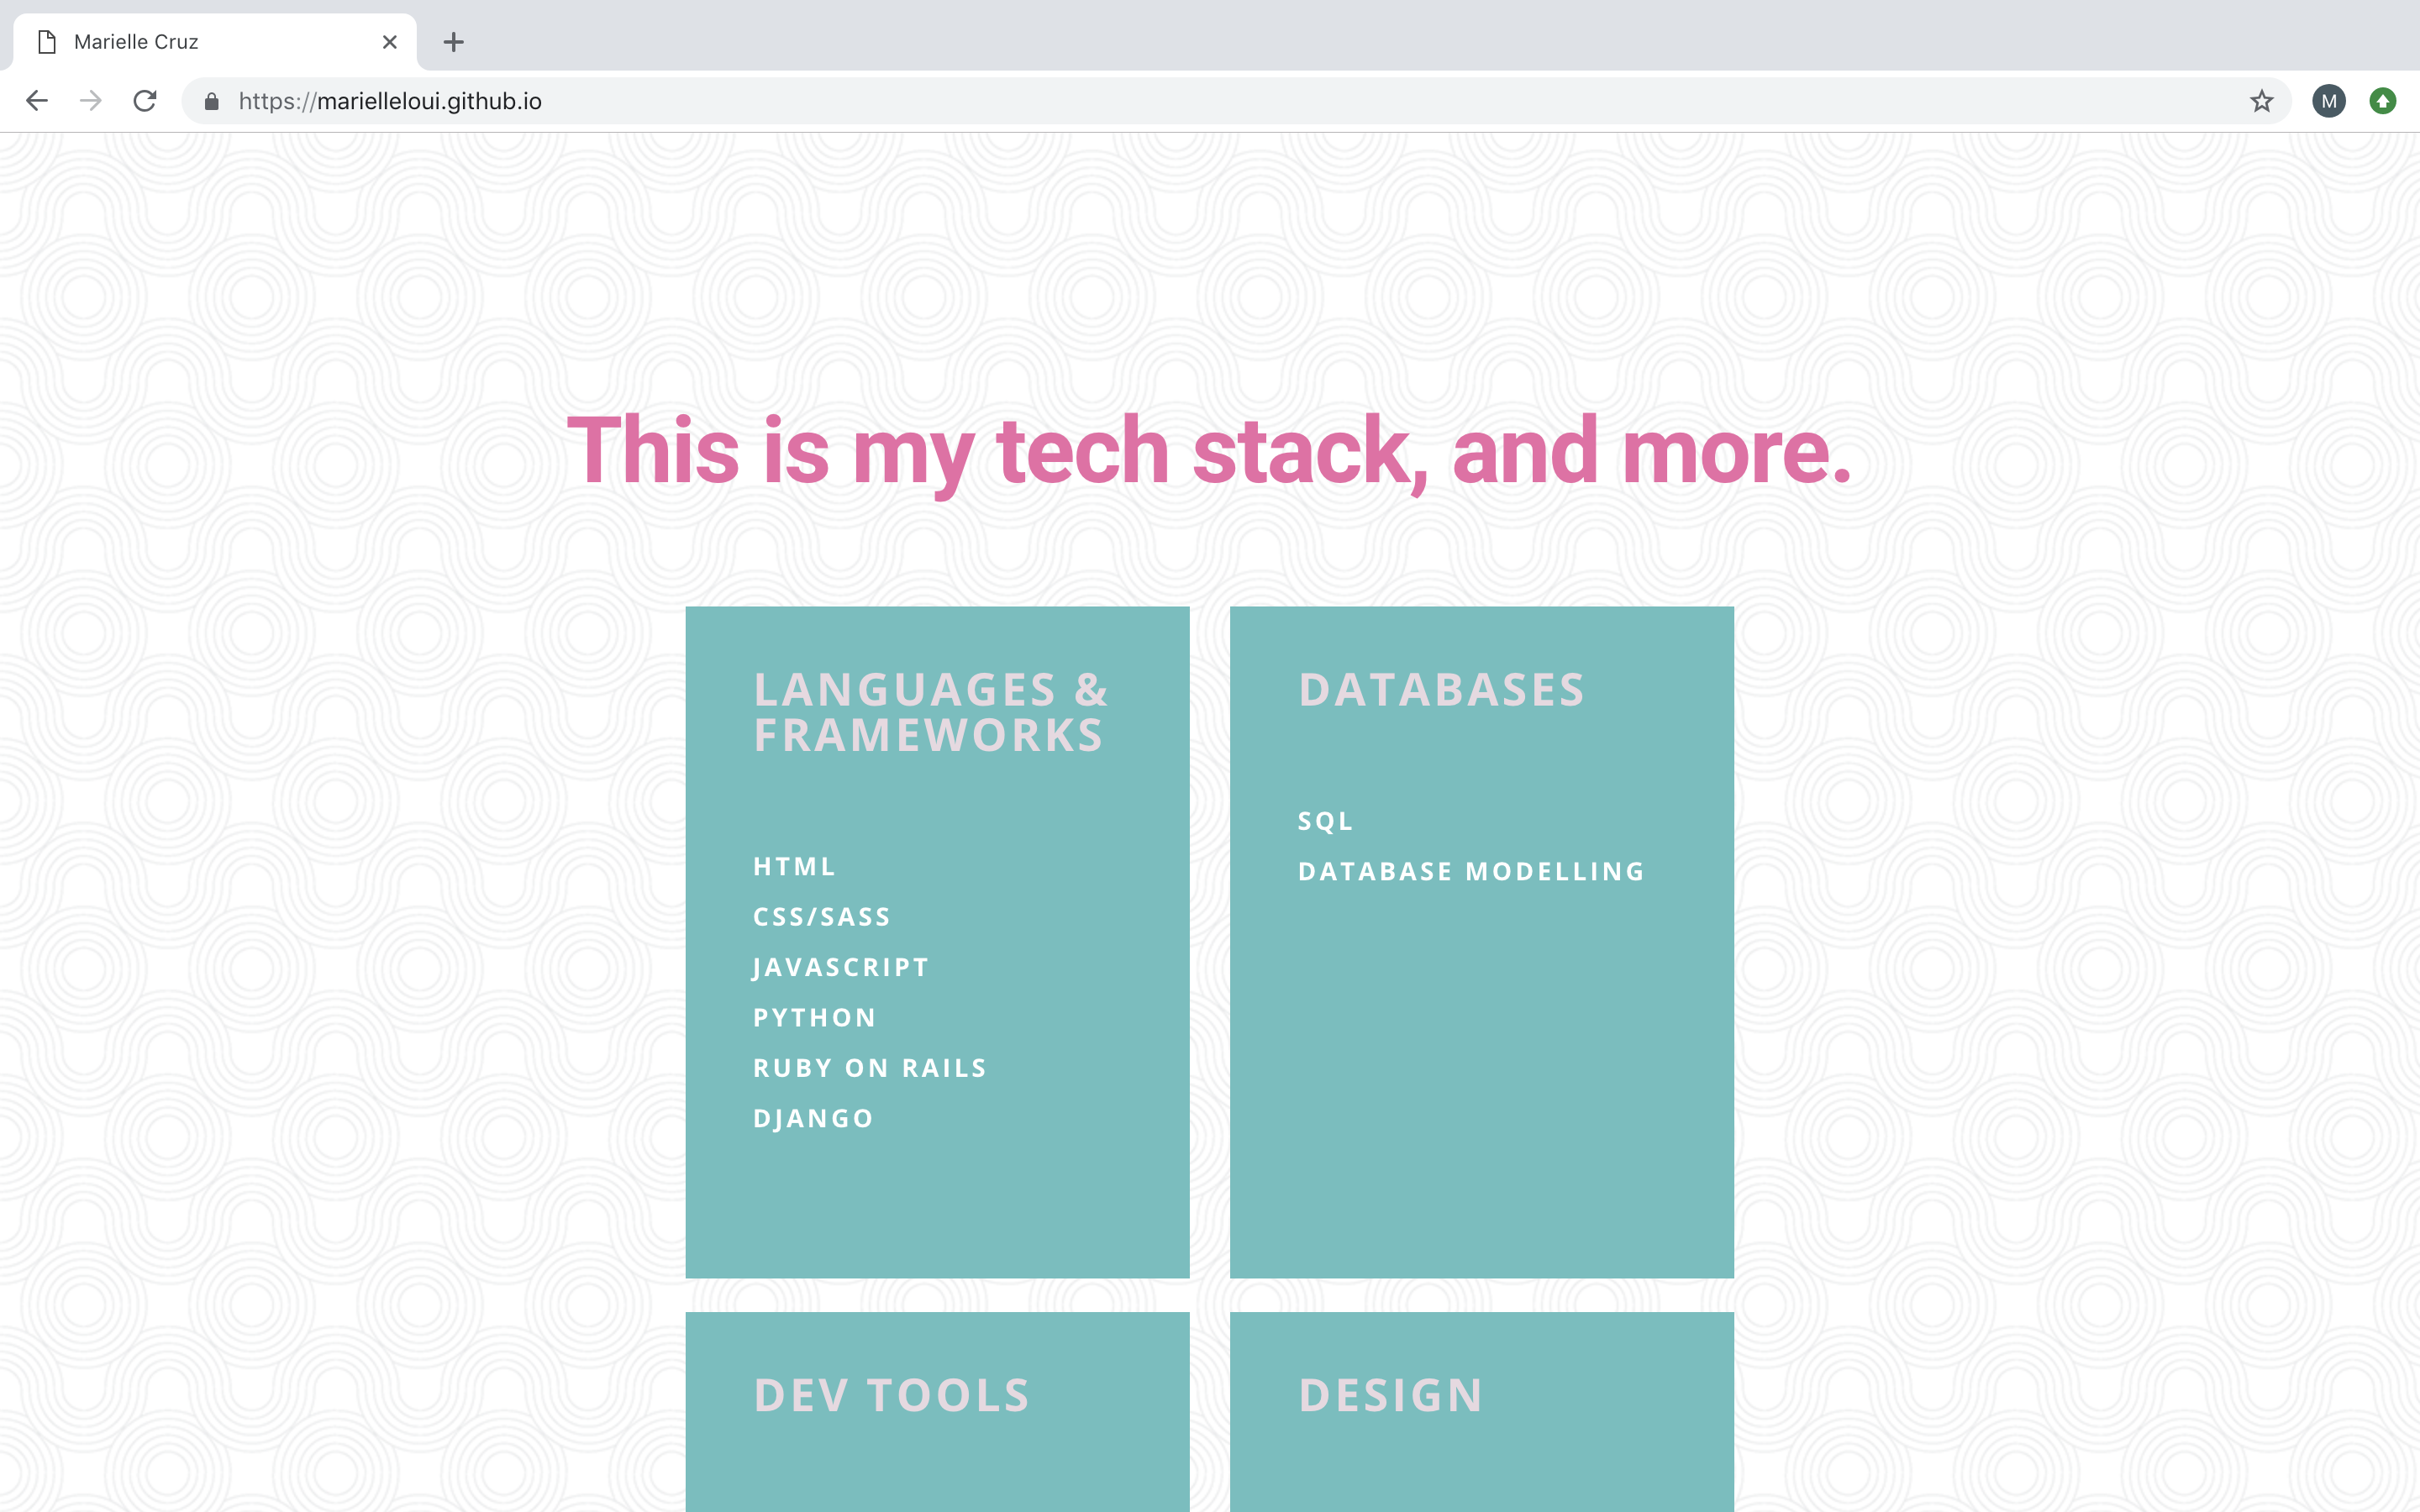 Marielle Cruz
https://marielleloui.github.io
M
This is my tech stack, and more.
LANGUAGES &
FRAMEWORKS
HTML
CSS/SASS
JAVASCRIPT
PYTHON
RUBY ON RAILS
DJANGO
DATABASES
SQL
DATABASE MODELLING
DEV TOOLS
DESIGN